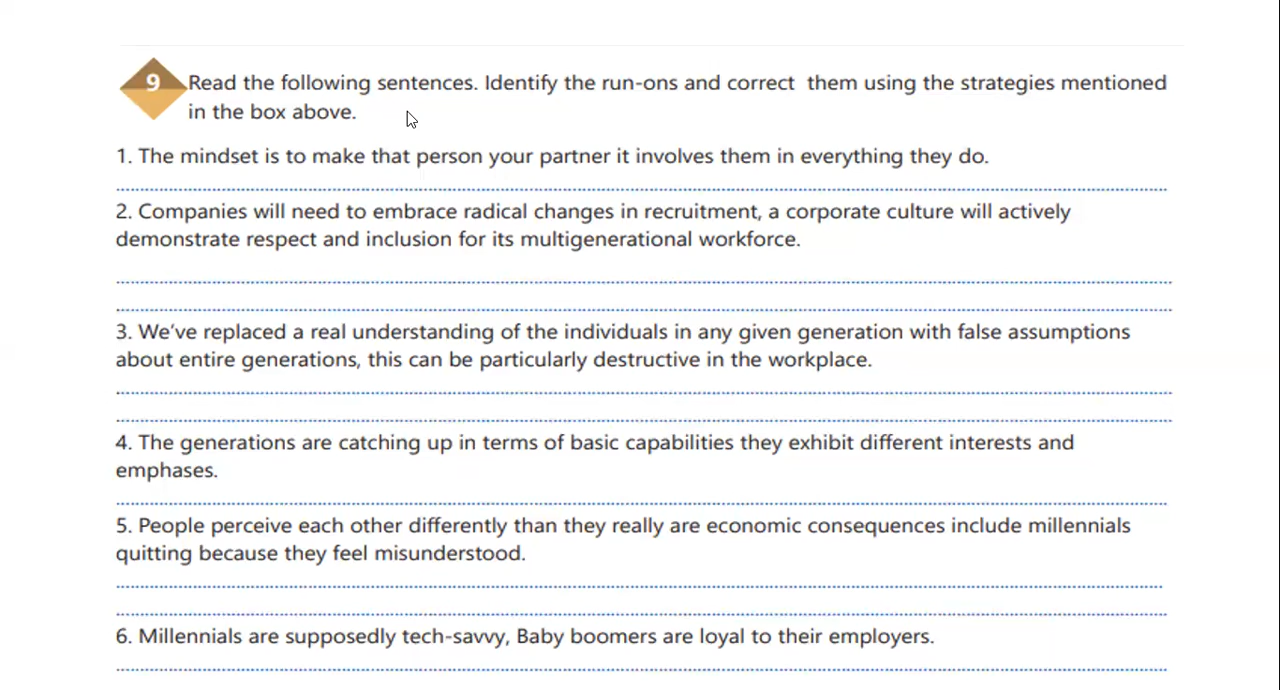 9
Read the following sentences. Identify the run-ons and correct them using the strategies mentioned
in the box above.
1. The mindset is to make that person your partner it involves them in everything they do.
2. Companies will need to embrace radical changes in recruitment, a corporate culture will actively
demonstrate respect and inclusion for its multigenerational workforce.
3. We've replaced a real understanding of the individuals in any given generation with false assumptions
about entire generations, this can be particularly destructive in the workplace.
4. The generations are catching up in terms of basic capabilities they exhibit different interests and
emphases.
5. People perceive each other differently than they really are economic consequences include millennials
quitting because they feel misunderstood.
6. Millennials are supposedly tech-savvy, Baby boomers are loyal to their employers.